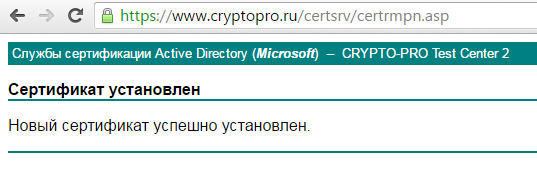 https://www.cryptopro.ru/certsrv/certrmpn.asp
Службы сертификации Active Directory (Microsoft) – CRYPTO-PRO Test Center 2
Сертификат установлен
Новый сертификат успешно установлен.